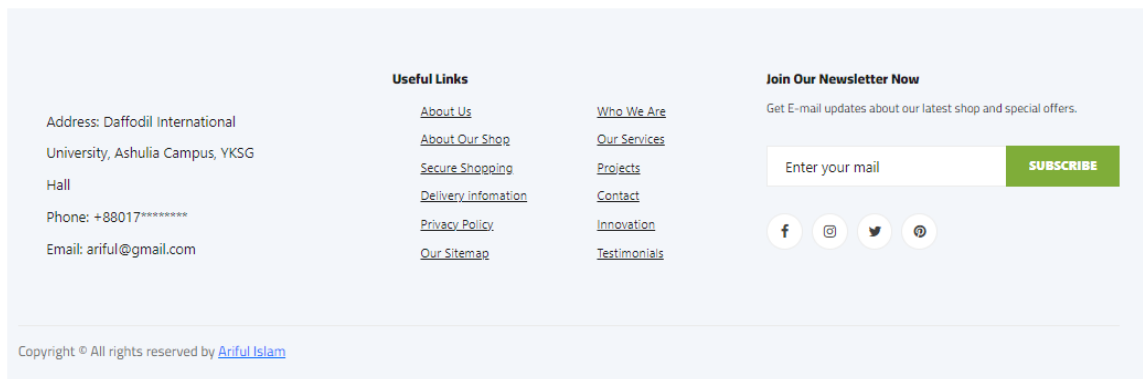 Address: Daffodil International
University, Ashulia Campus, YKSG
Hall
Phone: +88017********
Email: ariful@gmail.com
Useful Links
About Us
About Our Shop
Secure Shopping
Delivery infomation
Privacy Policy
Our Sitemap
Who We Are
Our Services
Projects
Contact
Innovation
Testimonials
Join Our Newsletter Now
Get E-mail updates about our latest shop and special offers.
Enter your mail
SUBSCRIBE
Copyright © All rights reserved by Ariful Islam